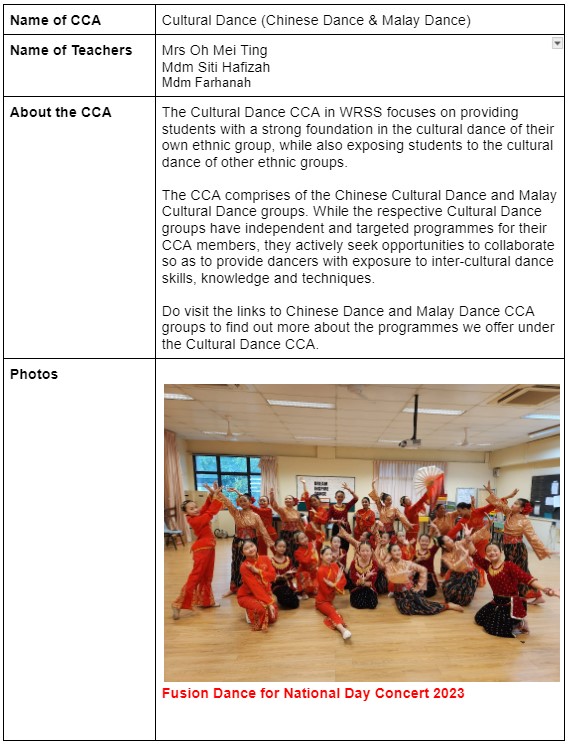 Name of CCA
Cultural Dance (Chinese Dance & Malay Dance)
Name of Teachers
Mrs Oh Mei Ting
Mdm Siti Hafizah
Mdm Farhanah
About the CCA
The Cultural Dance CCA in WRSS focuses on providing
students with a strong foundation in the cultural dance of their
own ethnic group, while also exposing students to the cultural
dance of other ethnic groups.
The CCA comprises of the Chinese Cultural Dance and Malay
Cultural Dance groups. While the respective Cultural Dance
groups have independent and targeted programmes for their
CCA members, they actively seek opportunities to collaborate
so as to provide dancers with exposure to inter-cultural dance
skills, knowledge and techniques.
Do visit the links to Chinese Dance and Malay Dance CCA
groups to find out more about the programmes we offer under
the Cultural Dance CCA.
Photos
Fusion Dance for National Day Concert 2023